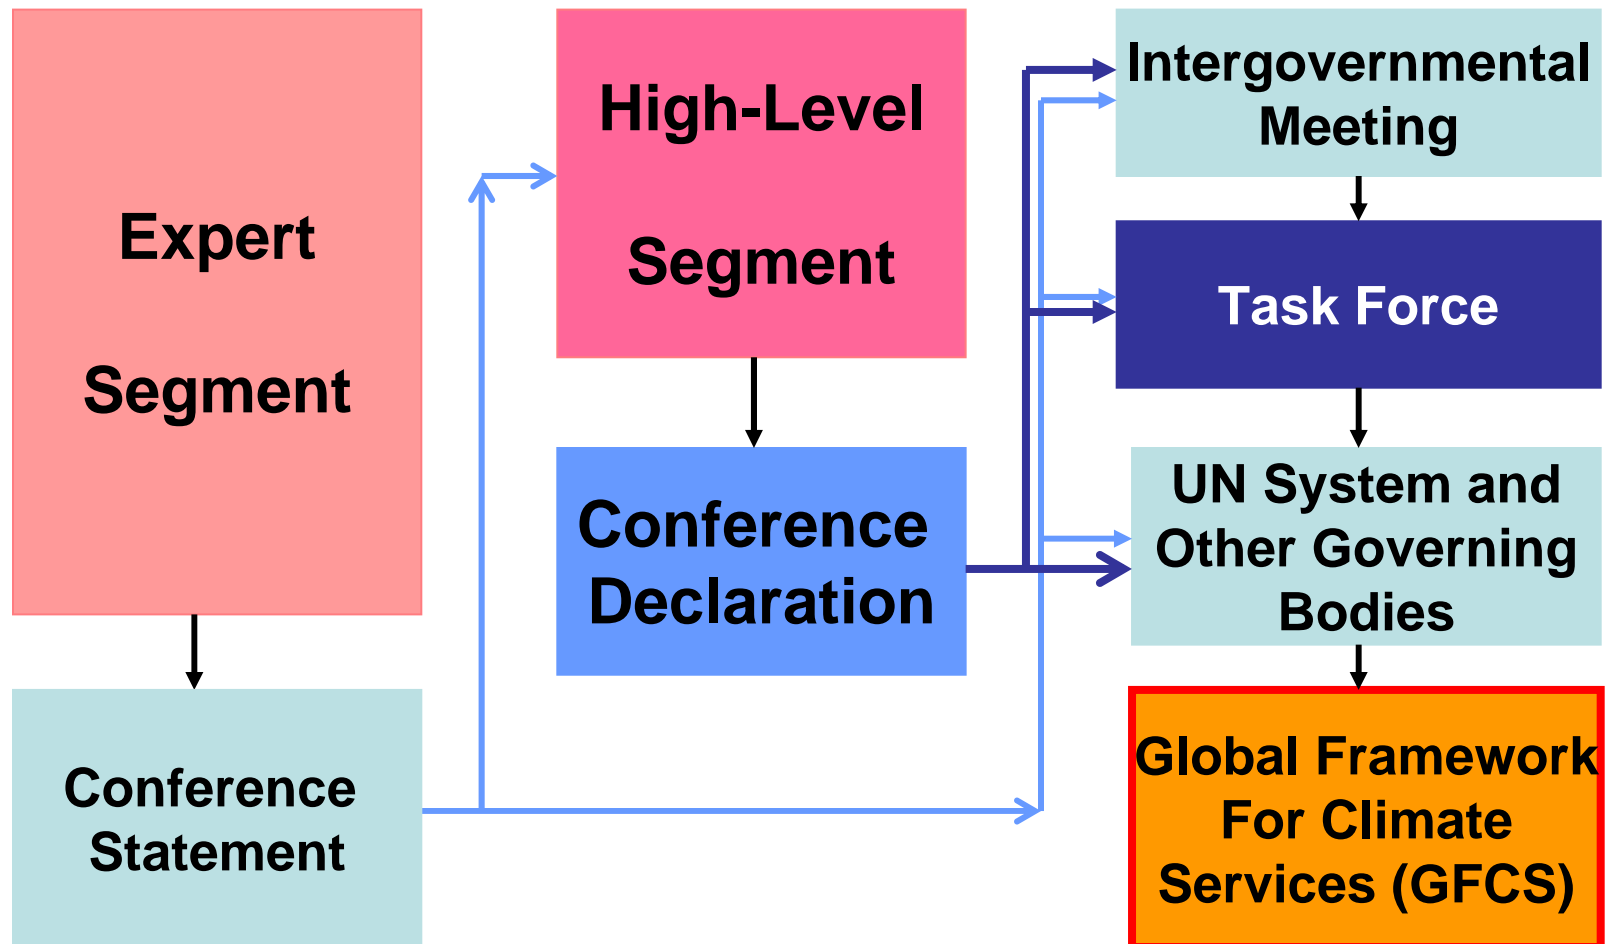 Expert
Segment
Conference
Statement
High-Level
Segment
Conference
Declaration
Intergovernmental
Meeting
Task Force
UN System and
Other Governing
Bodies
Global Framework
For Climate
Services (GFCS)